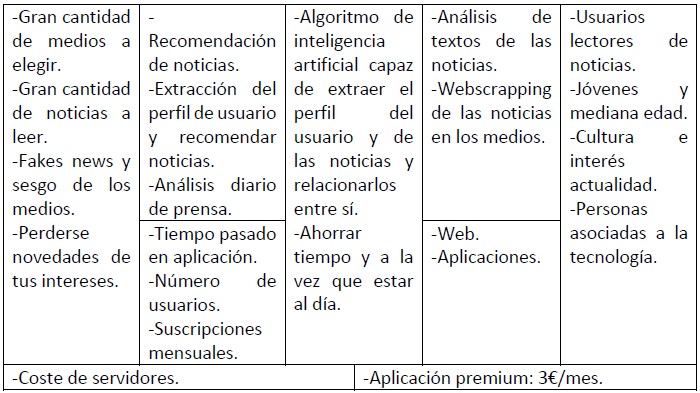 -Gran cantidad
de medios a
elegir.
-Gran cantidad
de noticias a
leer.
-Fakes news y
sesgo de los
medios.
-Perderse
novedades de
tus intereses.
-
Recomendación
de noticias.
-Extracción del
perfil de usuario
y recomendar
noticias.
-Análisis diario
de prensa.
-Tiempo pasado
en aplicación.
-Número de
usuarios.
-Suscripciones
mensuales.
-Algoritmo de
inteligencia
artificial capaz
de extraer el
perfil del
usuario y de
las noticias y
relacionarlos
entre sí.
-Ahorrar
tiempo y a la
vez que estar
al día.
-Análisis de
textos de las
noticias.
-Webscrapping
de las noticias
en los medios.
-Web.
-Aplicaciones.
-Usuarios
lectores de
noticias.
-Jóvenes y
mediana edad.
-Cultura e
interés
actualidad.
-Personas
asociadas a la
tecnología.
-Coste de servidores.
-Aplicación premium: 3€/mes.